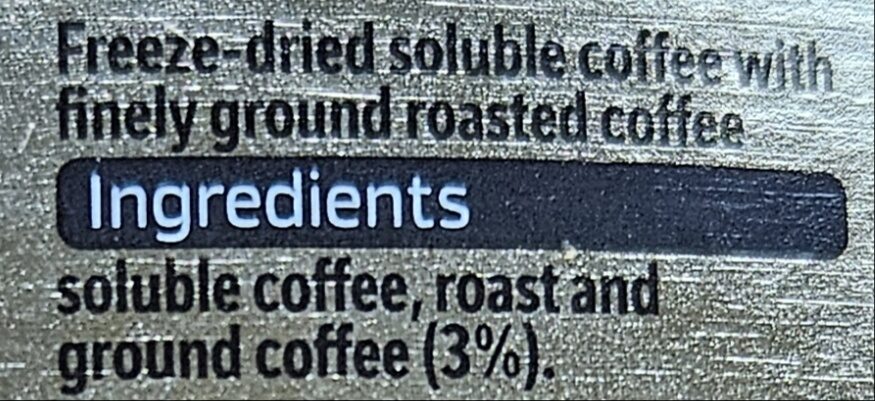 Freeze-dried soluble coffee with
finely ground roasted coffee
Ingredients
soluble coffee, roast and
ground coffee (3%).